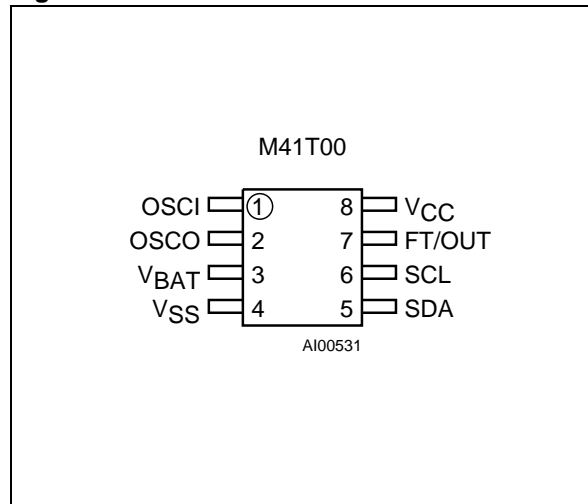 M41T00
OSCI 1 8 VCC
OSCO 2 7 FT/OUT
VBAT 3 6 SCL
VSS 4 5 SDA
AI00531